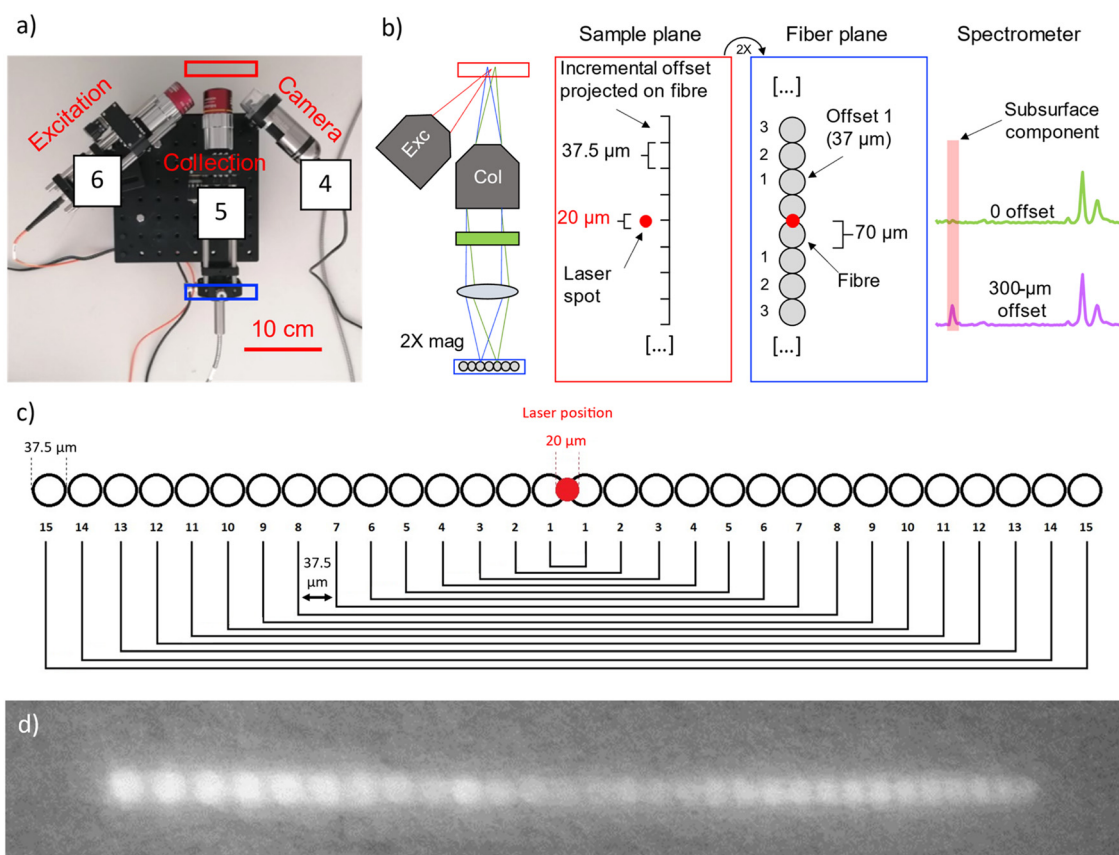 a)
Excitation
Camera
Collection
6
5
4
10 cm
b)
Exc
Col
2X mag
Sample plane
Incremental offset
projected on fibre
37.5 µm
20 µm
Laser
spot
[...]
2X
Fiber plane
[...]
3
2
1
1
2
3
Offset 1
(37 µm)
70 µm
Fibre
[...]
Spectrometer
Subsurface
component
0 offset
300-µm
offset
c)
Laser position
37.5 µm
20 µm
15 14 13 12 11 10 9 8 7 6 5 4 3 2 1 1 2 3 4 5 6 7 8 9 10 11 12 13 14 15
37.5
µm
d)